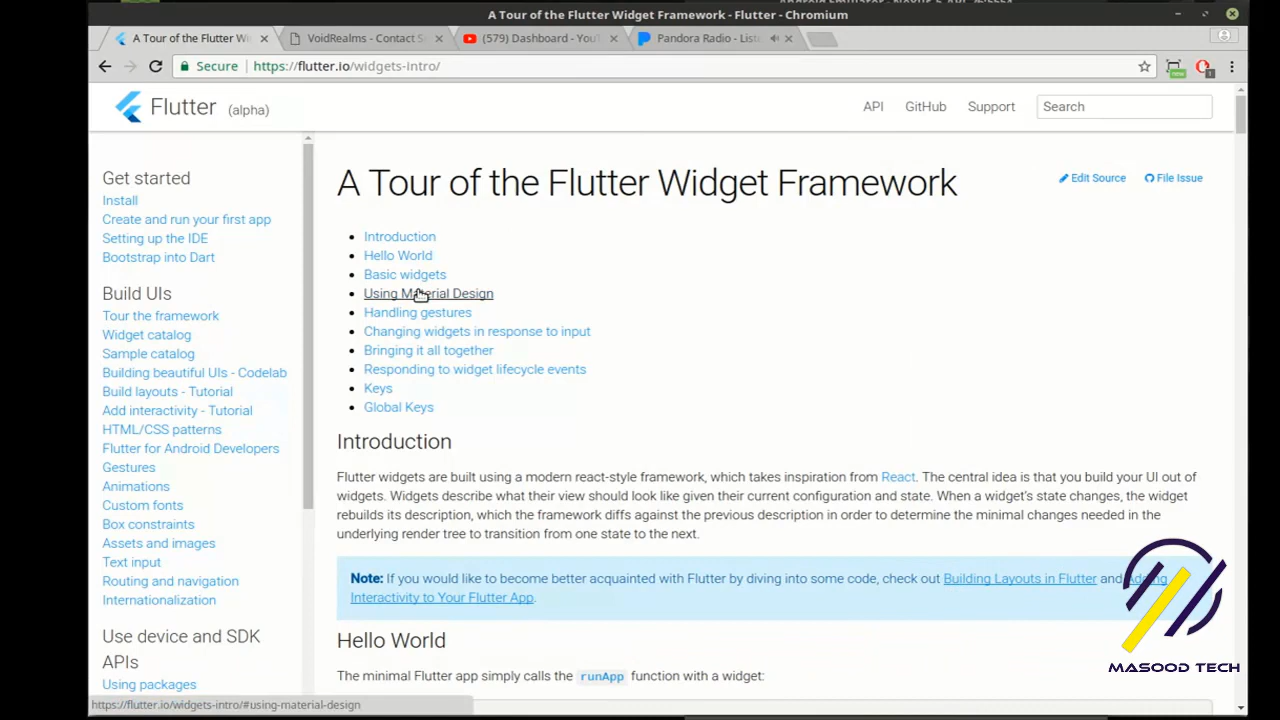 A Tour of the Flutter Widget Framework - Flutter - Chromium
A Tour of the Flutter Wi
VoidRealms - Contact S
(579) Dashboard - You
Pandora Radio - List
Secure
https://flutter.io/widgets-intro/
new
1
Flutter (alpha)
API
GitHub
Support
Search
Get started
Install
Create and run your first app
Setting up the IDE
Bootstrap into Dart
Build UIs
Tour the framework
Widget catalog
Sample catalog
Building beautiful UIs - Codelab
Build layouts - Tutorial
Add interactivity - Tutorial
HTML/CSS patterns
Flutter for Android Developers
Gestures
Animations
Custom fonts
Box constraints
Assets and images
Text input
Routing and navigation
Internationalization
Use device and SDK
APIs
Using packages
A Tour of the Flutter Widget Framework
Edit Source
File Issue
Introduction
Hello World
Basic widgets
Using Material Design
Handling gestures
Changing widgets in response to input
Bringing it all together
Responding to widget lifecycle events
Keys
Global Keys
Introduction
Flutter widgets are built using a modern react-style framework, which takes inspiration from React. The central idea is that you build your UI out of
widgets. Widgets describe what their view should look like given their current configuration and state. When a widget's state changes, the widget
rebuilds its description, which the framework diffs against the previous description in order to determine the minimal changes needed in the
underlying render tree to transition from one state to the next.
Note: If you would like to become better acquainted with Flutter by diving into some code, check out Building Layouts in Flutter and Adding
Interactivity to Your Flutter App.
Hello World
The minimal Flutter app simply calls the runApp function with a widget:
https://flutter.io/widgets-intro/#using-material-design
MASOOD TECH